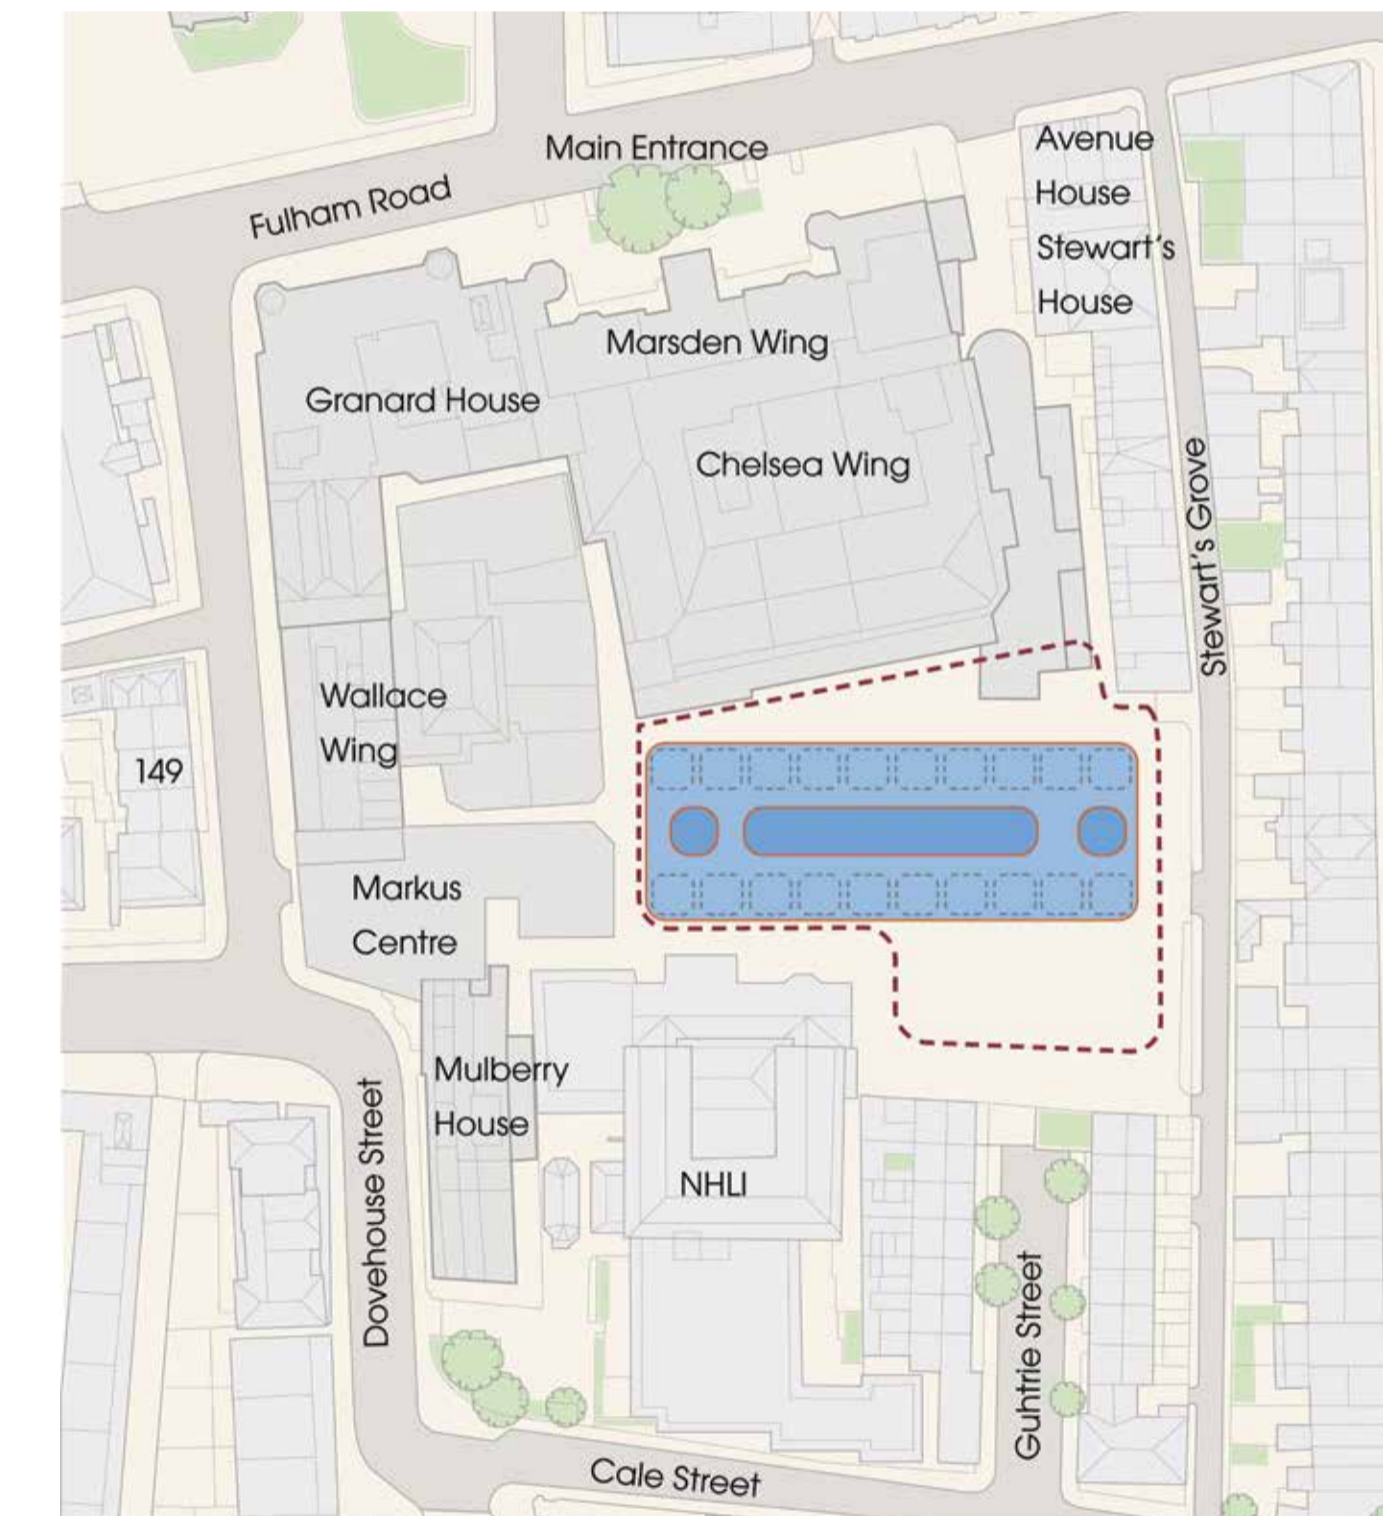 Main Entrance
Fulham Road
Avenue
House
Stewart's
House
Marsden Wing
Granard House
Chelsea Wing
Stewart's Grove
Wallace
Wing
149
Markus
Centre
Mulberry
House
Dovehouse Street
NHLI
Guhtrie Street
Cale Street